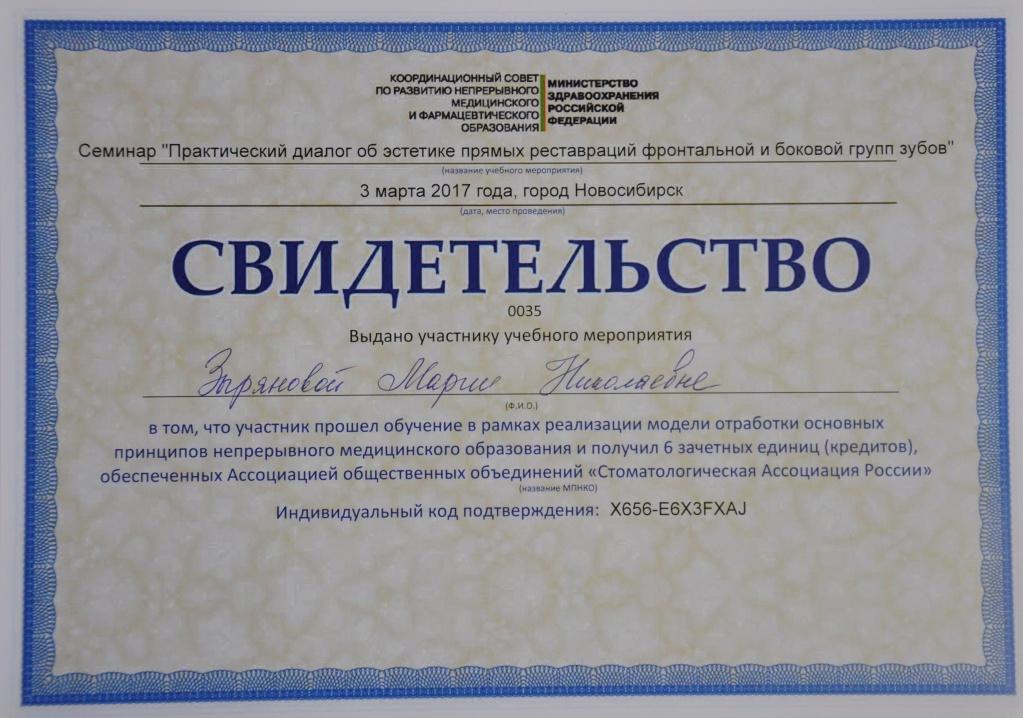 КООРДИНАЦИОННЫЙ СОВЕТ
ПО РАЗВИТИЮ НЕПРЕРЫВНОГО
МЕДИЦИНСКОГО
И ФАРМАЦЕВТИЧЕСКОГО
ОБРАЗОВАНИЯ
МИНИСТЕРСТВО
ЗДРАВООХРАНЕНИЯ
РОССИЙСКОЙ
ФЕДЕРАЦИИ
Семинар "Практический диалог об эстетике прямых реставраций фронтальной и боковой групп зубов"
(название учебного мероприятия)
3 марта 2017 года, город Новосибирск
(дата, место проведения)
СВИДЕТЕЛЬСТВО
0035
Выдано участнику учебного мероприятия
Зыряновой Марии Николаевне
(Ф.И.О.)
в том, что участник прошел обучение в рамках реализации модели отработки основных
принципов непрерывного медицинского образования и получил 6 зачетных единиц (кредитов),
обеспеченных Ассоциацией общественных объединений «Стоматологическая Ассоциация России»
(название МПНКО)
Индивидуальный код подтверждения: X656-E6X3FXAJ